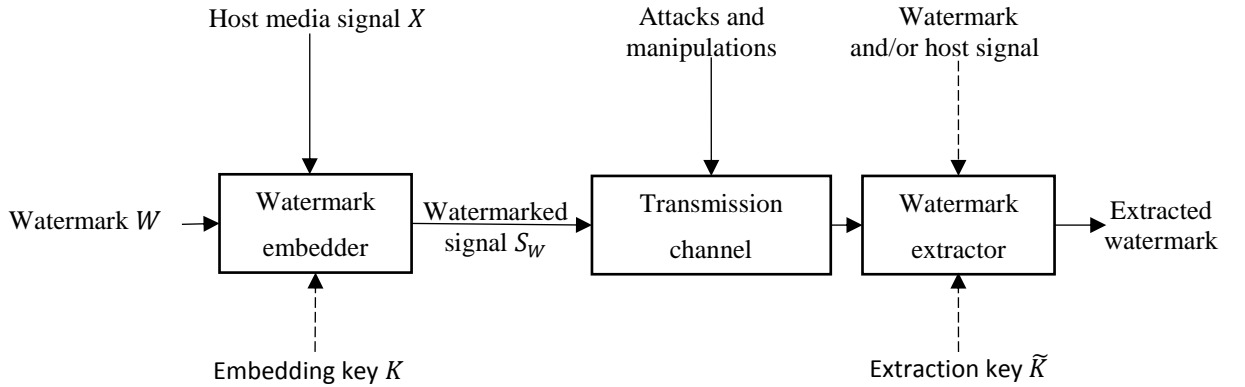 Host media signal X
Attacks and
manipulations
Watermark
and/or host signal
Watermark W
Watermark
embedder
Watermarked
signal S_W
Transmission
channel
Watermark
extractor
Extracted
watermark
Embedding key K
Extraction key K̃